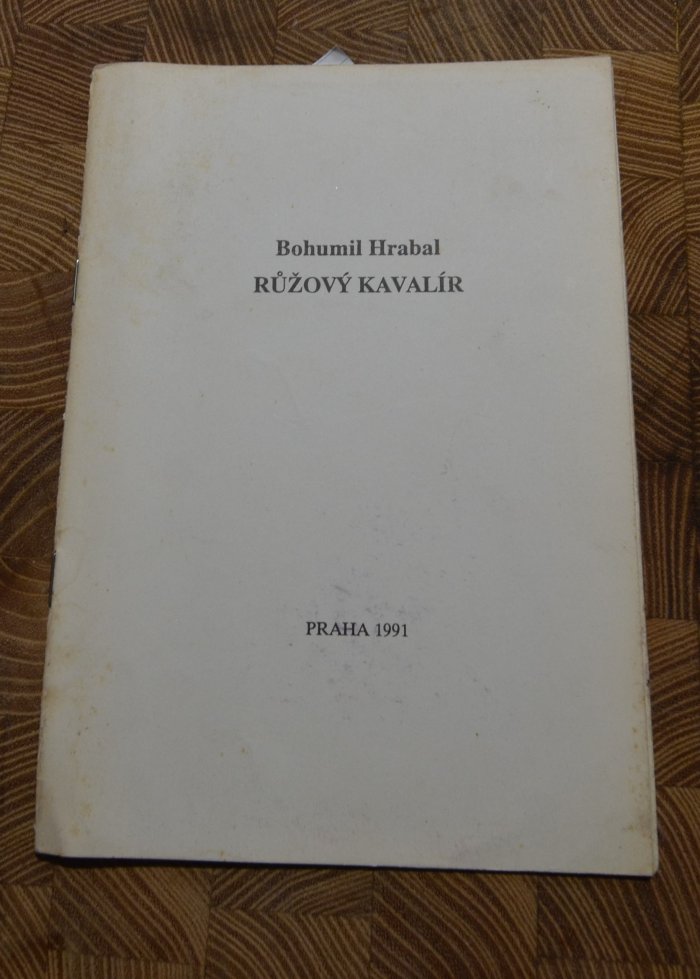 Bohumil Hrabal
RŮŽOVÝ KAVALÍR
PRAHA 1991